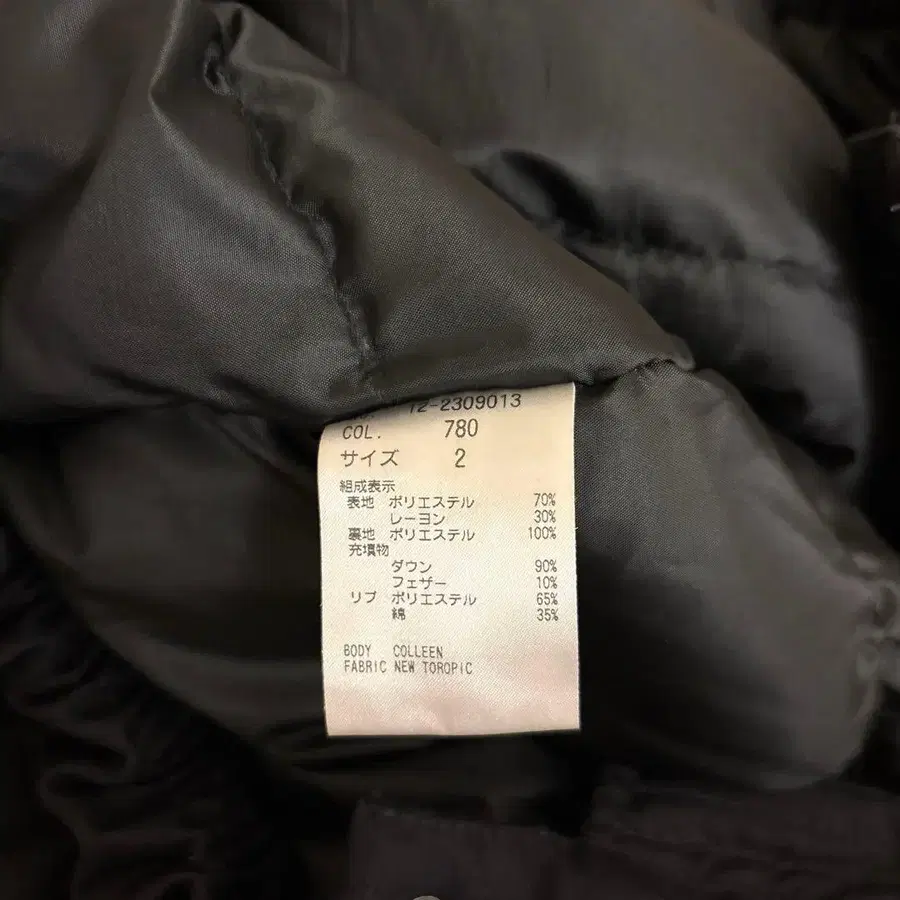 12-2309013
COL. 780
サイズ 2
組成表示
表地 ポリエステル 70%
レーヨン 30%
裏地 ポリエステル 100%
充填物
ダウン 90%
フェザー 10%
リブ ポリエステル 65%
綿 35%
BODY COLLEEN
FABRIC NEW TOROPIC